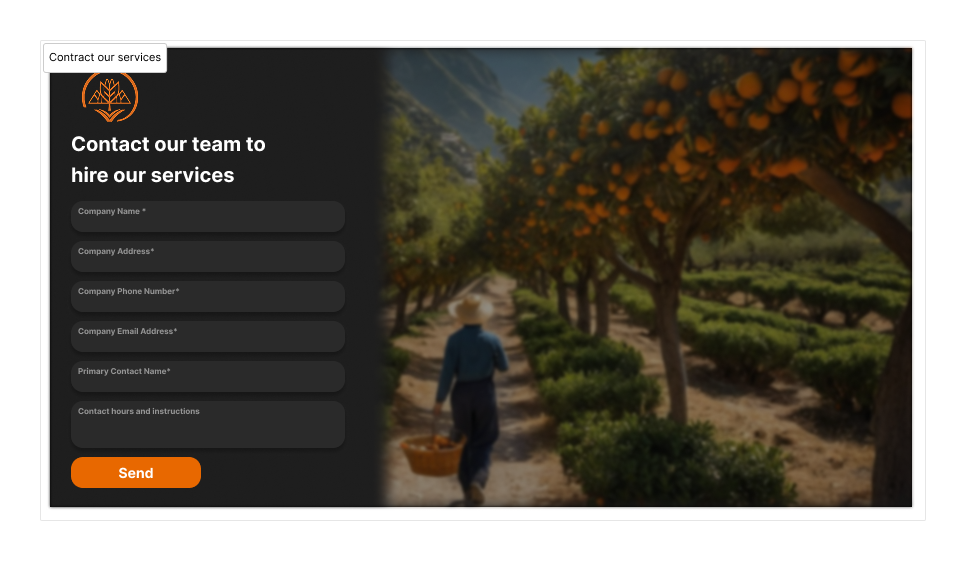 Contract our services
Contact our team to
hire our services
Company Name *
Company Address*
Company Phone Number*
Company Email Address*
Primary Contact Name*
Contact hours and instructions
Send